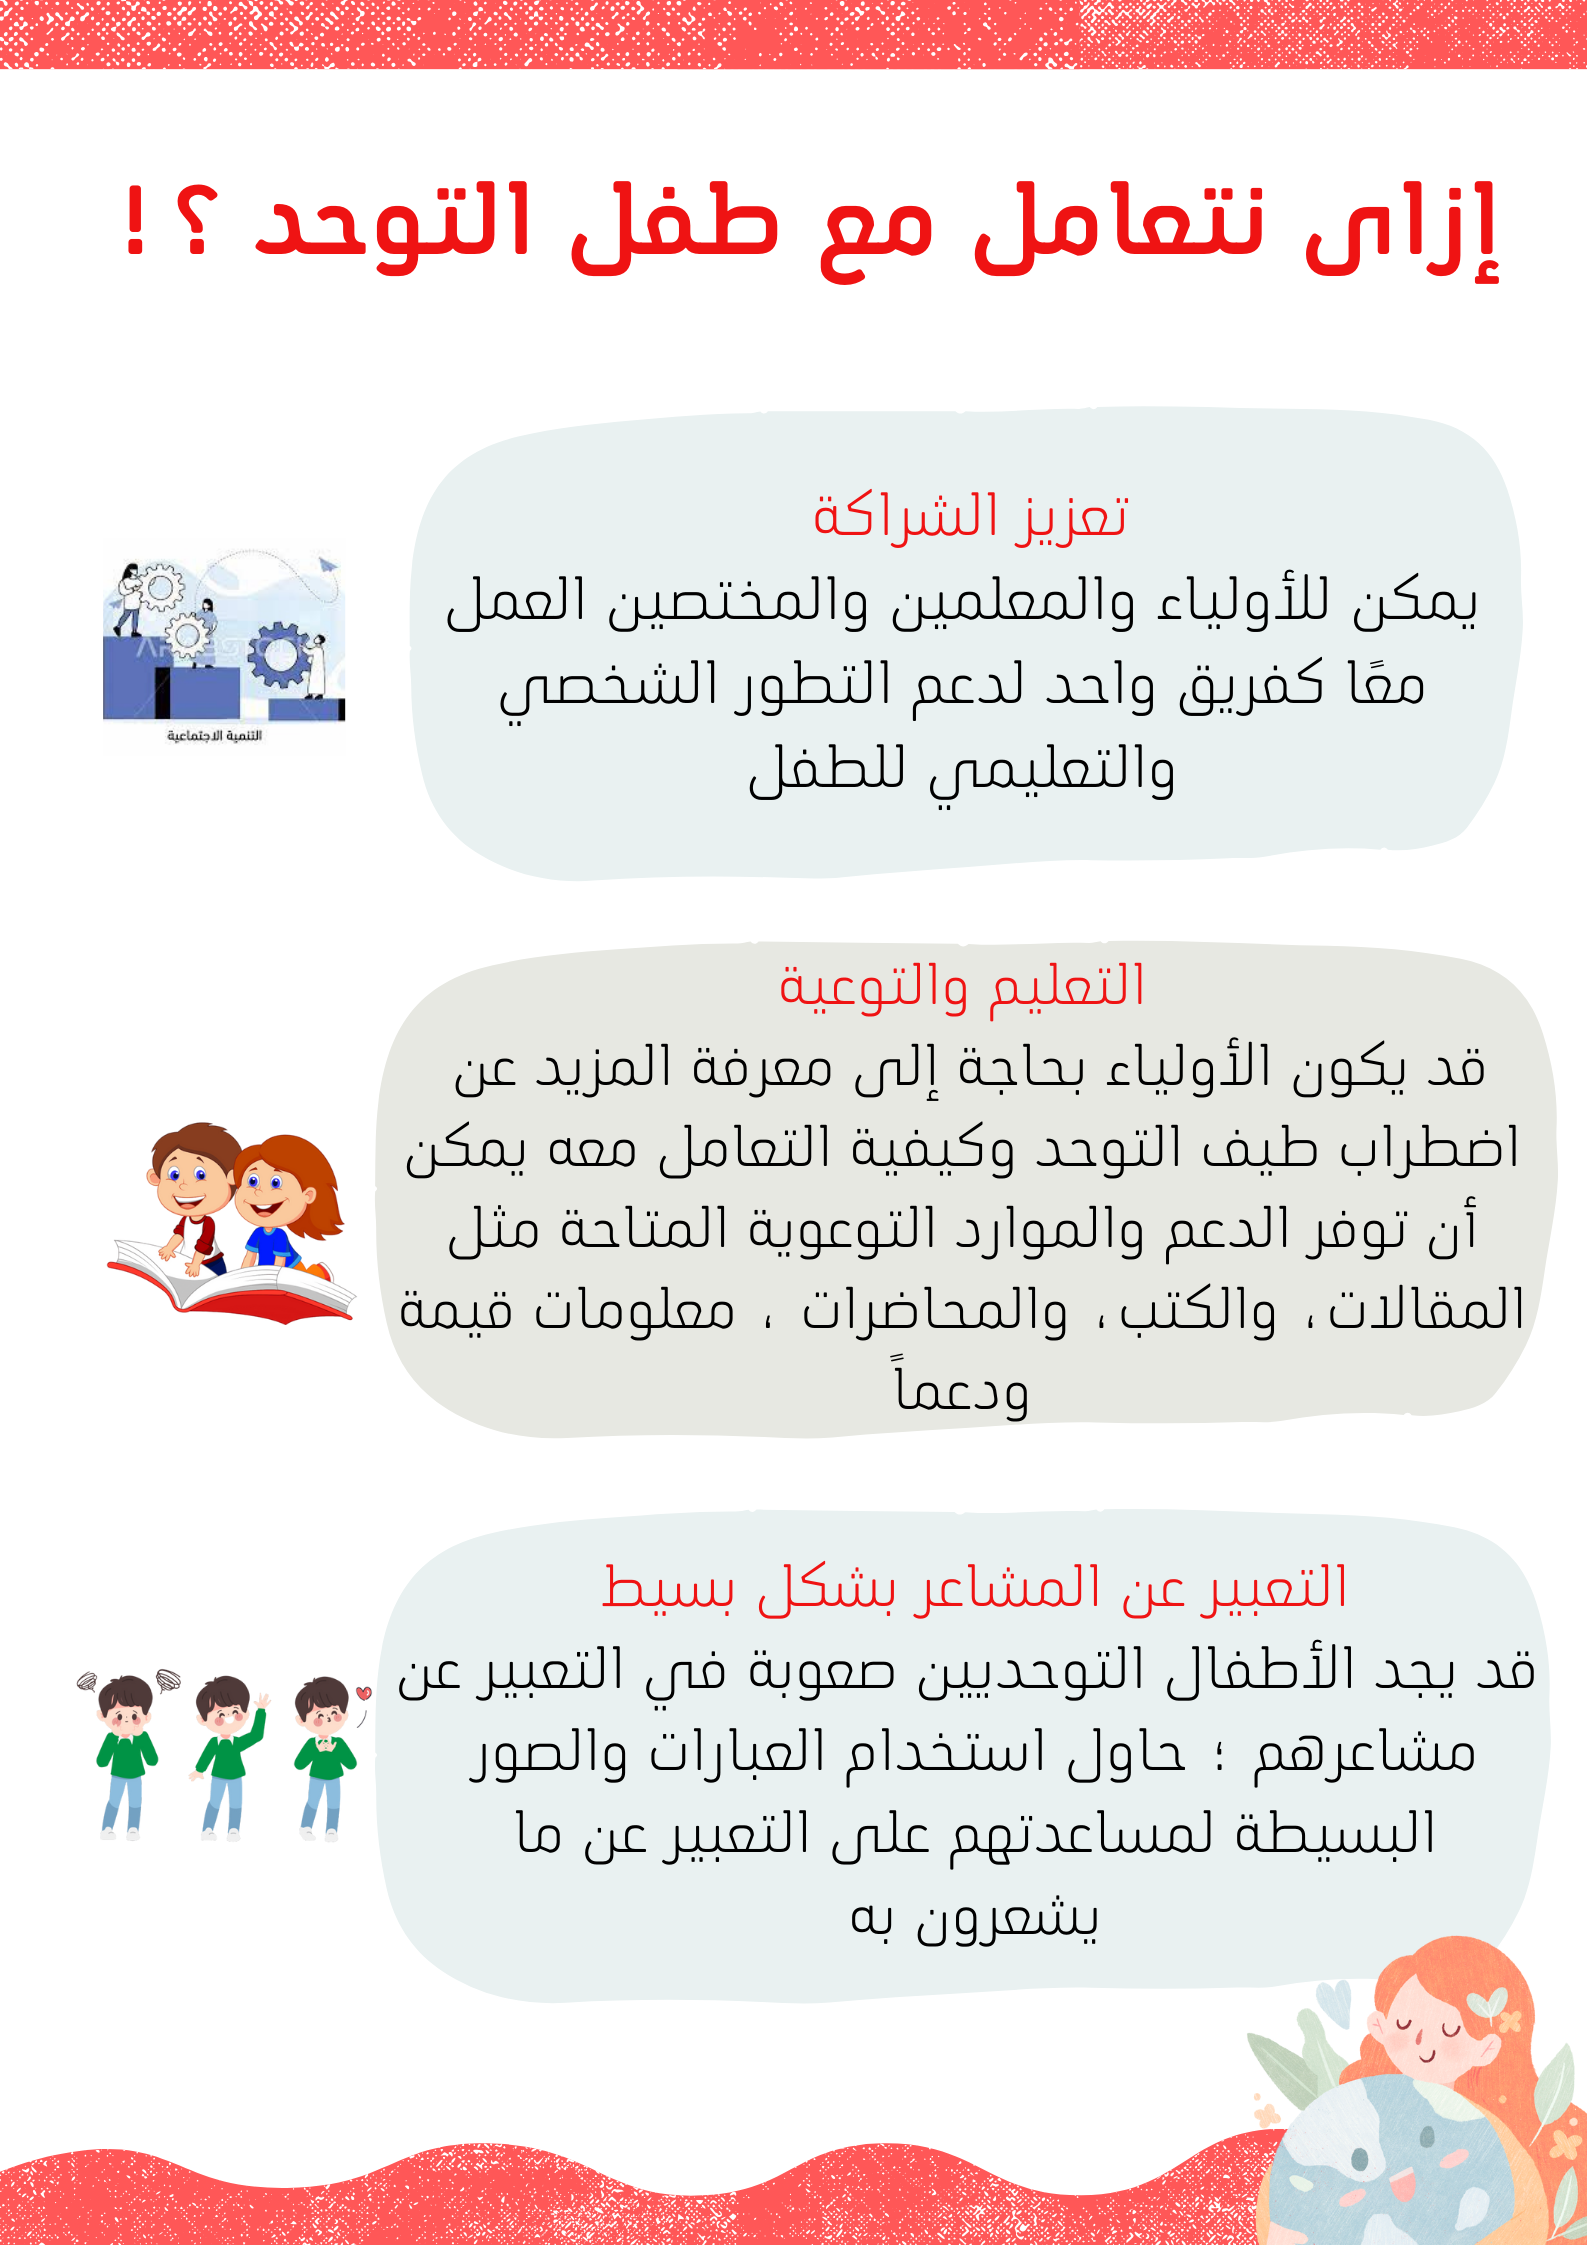 إزاى نتعامل مع طفل التوحد ؟ !
تعزيز الشراكة
يمكن للأولياء والمعلمين والمختصين العمل
معًا كفريق واحد لدعم التطور الشخصي
والتعليمي للطفل
التنمية الاجتماعية
التعليم والتوعية
قد يكون الأولياء بحاجة إلى معرفة المزيد عن
اضطراب طيف التوحد وكيفية التعامل معه يمكن
أن توفر الدعم والموارد التوعوية المتاحة مثل
المقالات، والكتب، والمحاضرات ، معلومات قيمة
ودعماً
التعبير عن المشاعر بشكل بسيط
قد يجد الأطفال التوحديين صعوبة في التعبير عن
مشاعرهم ؛ حاول استخدام العبارات والصور
البسيطة لمساعدتهم على التعبير عن ما
يشعرون به